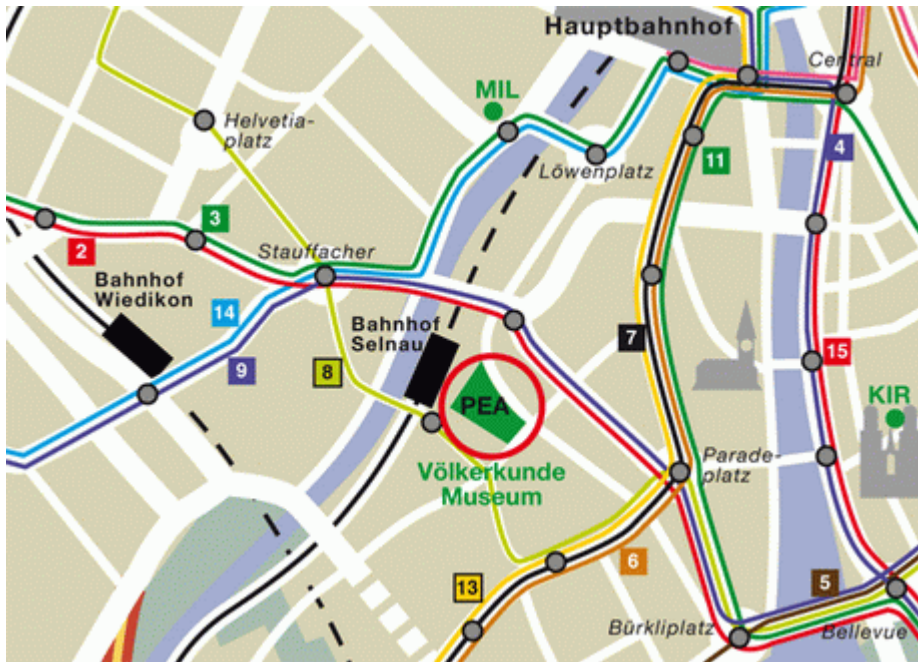 Hauptbahnhof
Central
MIL
Helvetia-
platz
Löwenplatz
11
4
3
2
Stauffacher
Bahnhof
Wiedikon
14
9
8
Bahnhof
Selnau
7
15
KIR
PEA
Völkerkunde
Museum
Parade-
platz
6
13
5
Bürkliplatz
Bellevue